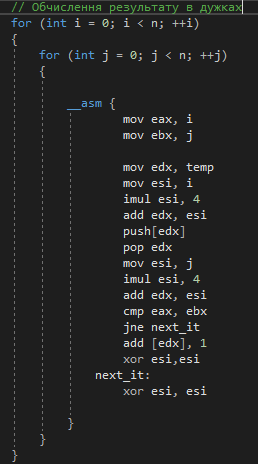 // Обчислення результату в дужках
for (int i = 0; i < n; ++i)
{
for (int j = 0; j < n; ++j)
{
__asm {
mov eax, i
mov ebx, j
mov edx, temp
mov esi, i
imul esi, 4
add edx, esi
push[edx]
pop edx
mov esi, j
imul esi, 4
add edx, esi
cmp eax, ebx
jne next_it
add [edx], 1
xor esi,esi
next_it:
xor esi, esi
}
}
}